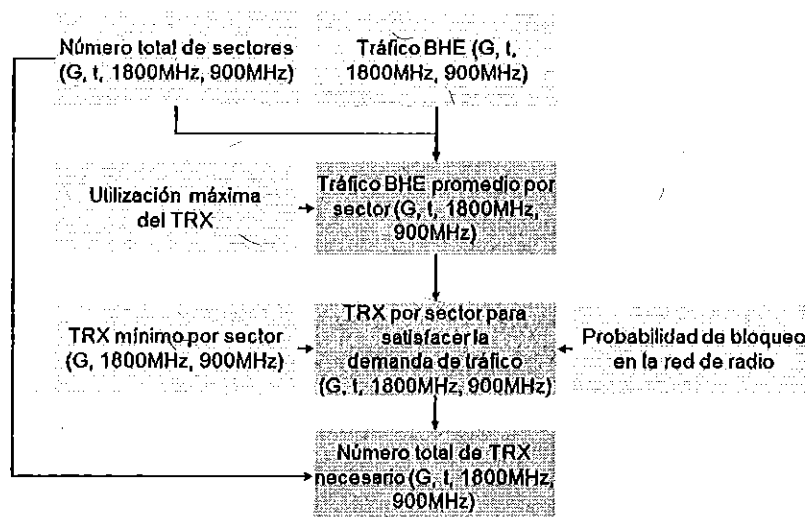 Número total de sectores
(G, t, 1800MHz, 900MHz)
Tráfico BHE (G, t,
1800MHz, 900MHz)
Utilización máxima
del TRX
Tráfico BHE promedio por
sector (G, t, 1800MHz,
900MHz)
TRX mínimo por sector
(G, 1800MHz, 900MHz)
TRX por sector para
satisfacer la
demanda de tráfico
(G, t, 1800MHz, 900MHz)
Probabilidad de bloqueo
en la red de radio
Número total de TRX
necesario (G, t, 1800MHz,
900MHz)